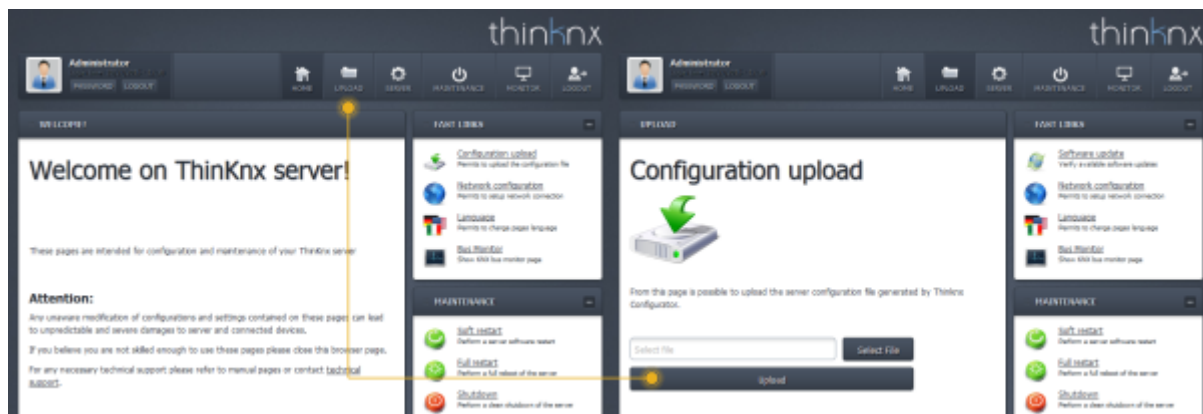 thinknx
Administrator
PASSWORD LOGOUT
HOME UPLOAD SERVER MAINTENANCE MONITOR LOGOUT
WELCOME!
Welcome on ThinKnx server!
These pages are intended for configuration and maintenance of your ThinKnx server
Attention:
Any unaware modification of configurations and settings contained on these pages can lead
to unpredictable and severe damages to server and connected devices.
If you believe you are not skilled enough to use these pages please close this browser page.
For any necessary technical support please refer to manual pages or contact technical
support.
FAST LINKS
Configuration upload
Permits to upload the configuration file
Network configuration
Permits to setup network connection
Language
Permits to change pages language
Bus Monitor
Show KNX bus monitor page
MAINTENANCE
Soft restart
Perform a server software restart
Full restart
Perform a full reboot of the server
Shutdown
Perform a clean shutdown of the server
thinknx
Administrator
PASSWORD LOGOUT
HOME UPLOAD SERVER MAINTENANCE MONITOR LOGOUT
UPLOAD
Configuration upload
From this page is possible to upload the server configuration file generated by Thinknx
Configurator.
Select file
Select File
Upload
FAST LINKS
Software update
Verify available software updates
Network configuration
Permits to setup network connection
Language
Permits to change pages language
Bus Monitor
Show KNX bus monitor page
MAINTENANCE
Soft restart
Perform a server software restart
Full restart
Perform a full reboot of the server
Shutdown
Perform a clean shutdown of the server